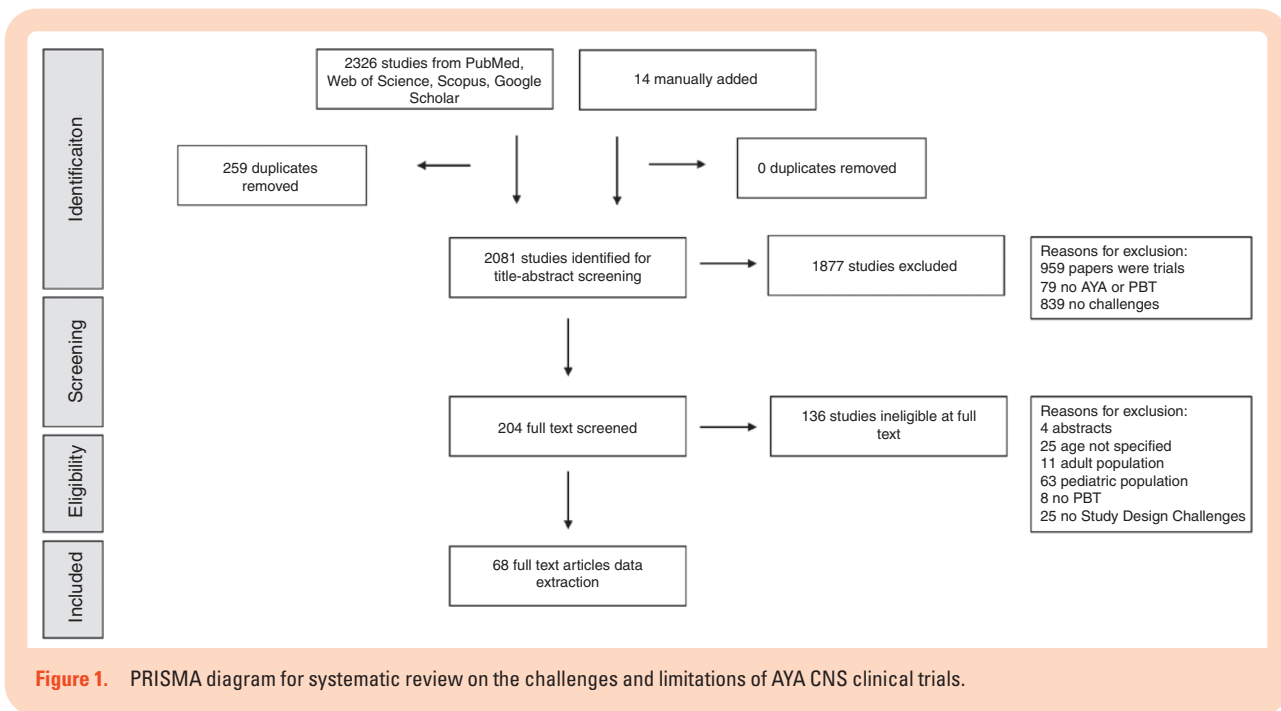 Identificaiton
2326 studies from PubMed,
Web of Science, Scopus, Google
Scholar
14 manually added
259 duplicates
removed
0 duplicates removed
2081 studies identified for
title-abstract screening
1877 studies excluded
Reasons for exclusion:
959 papers were trials
79 no AYA or PBT
839 no challenges
Screening
204 full text screened
136 studies ineligible at full
text
Reasons for exclusion:
4 abstracts
25 age not specified
11 adult population
63 pediatric population
8 no PBT
25 no Study Design Challenges
Eligibility
Included
68 full text articles data
extraction
Figure 1. PRISMA diagram for systematic review on the challenges and limitations of AYA CNS clinical trials.